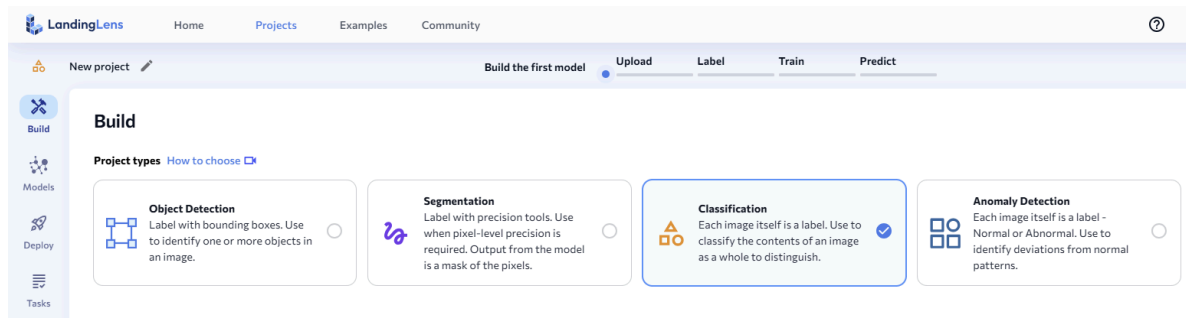 LandingLens
Home
Projects
Examples
Community
New project
Build the first model
Upload
Label
Train
Predict
Build
Models
Deploy
Tasks
Build
Project types How to choose
Object Detection
Label with bounding boxes. Use
to identify one or more objects in
an image.
Segmentation
Label with precision tools. Use
when pixel-level precision is
required. Output from the model
is a mask of the pixels.
Classification
Each image itself is a label. Use to
classify the contents of an image
as a whole to distinguish.
Anomaly Detection
Each image itself is a label -
Normal or Abnormal. Use to
identify deviations from normal
patterns.